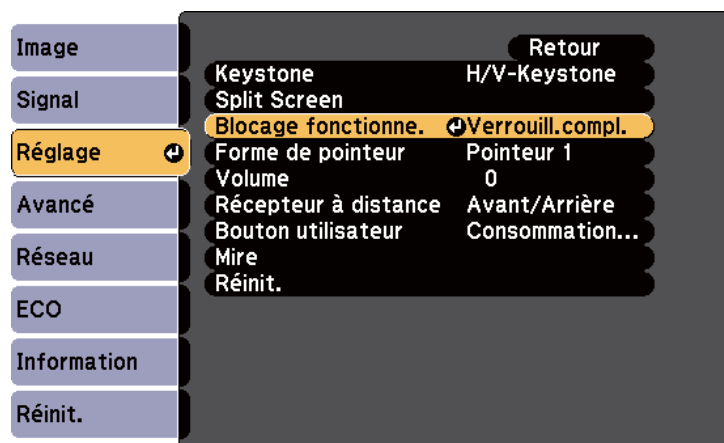 Image
Signal
Réglage
Avancé
Réseau
ECO
Information
Réinit.
Retour
Keystone H/V-Keystone
Split Screen
Blocage fonctionne. Verrouill.compl.
Forme de pointeur Pointeur 1
Volume 0
Récepteur à distance Avant/Arrière
Bouton utilisateur Consommation...
Mire
Réinit.